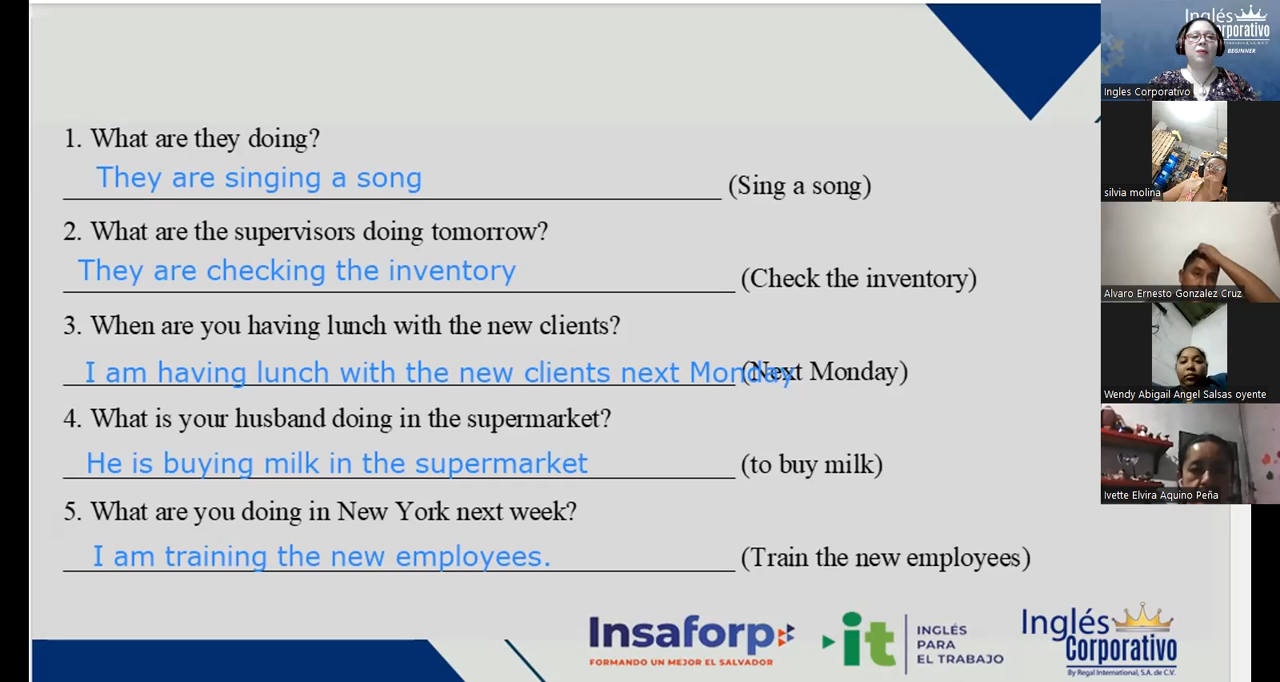 1. What are they doing?
They are singing a song (Sing a song)
2. What are the supervisors doing tomorrow?
They are checking the inventory (Check the inventory)
3. When are you having lunch with the new clients?
I am having lunch with the new clients next Monday (Next Monday)
4. What is your husband doing in the supermarket?
He is buying milk in the supermarket (to buy milk)
5. What are you doing in New York next week?
I am training the new employees. (Train the new employees)
Insaforp
FORMANDO UN MEJOR EL SALVADOR
it
INGLÉS
PARA
EL TRABAJO
Inglés
Corporativo
By Regal International, S.A. de C.V.
Inglés
BEGINNER
Ingles Corporativo
silvia molina
Alvaro Ernesto Gonzalez Cruz
Wendy Abigail Angel Salsas oyente
Ivette Elvira Aquino Peña